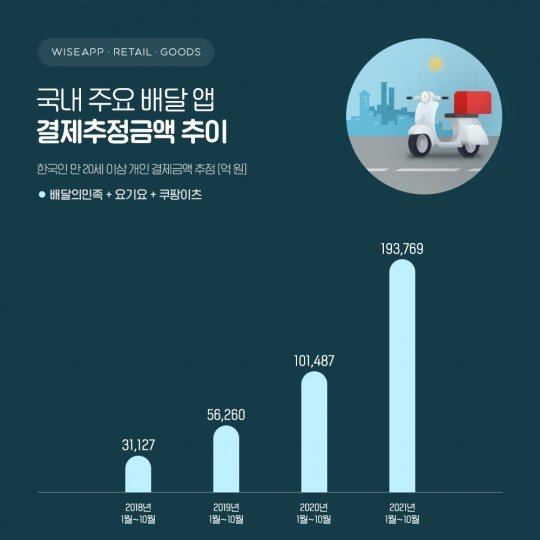 WISEAPP · RETAIL · GOODS
국내 주요 배달 앱
결제추정금액 추이
한국인 만 20세 이상 개인 결제금액 추정 [억 원]
● 배달의민족 + 요기요 + 쿠팡이츠
193,769
101,487
56,260
31,127
2018년 2019년 2020년 2021년
1월~10월 1월~10월 1월~10월 1월~10월